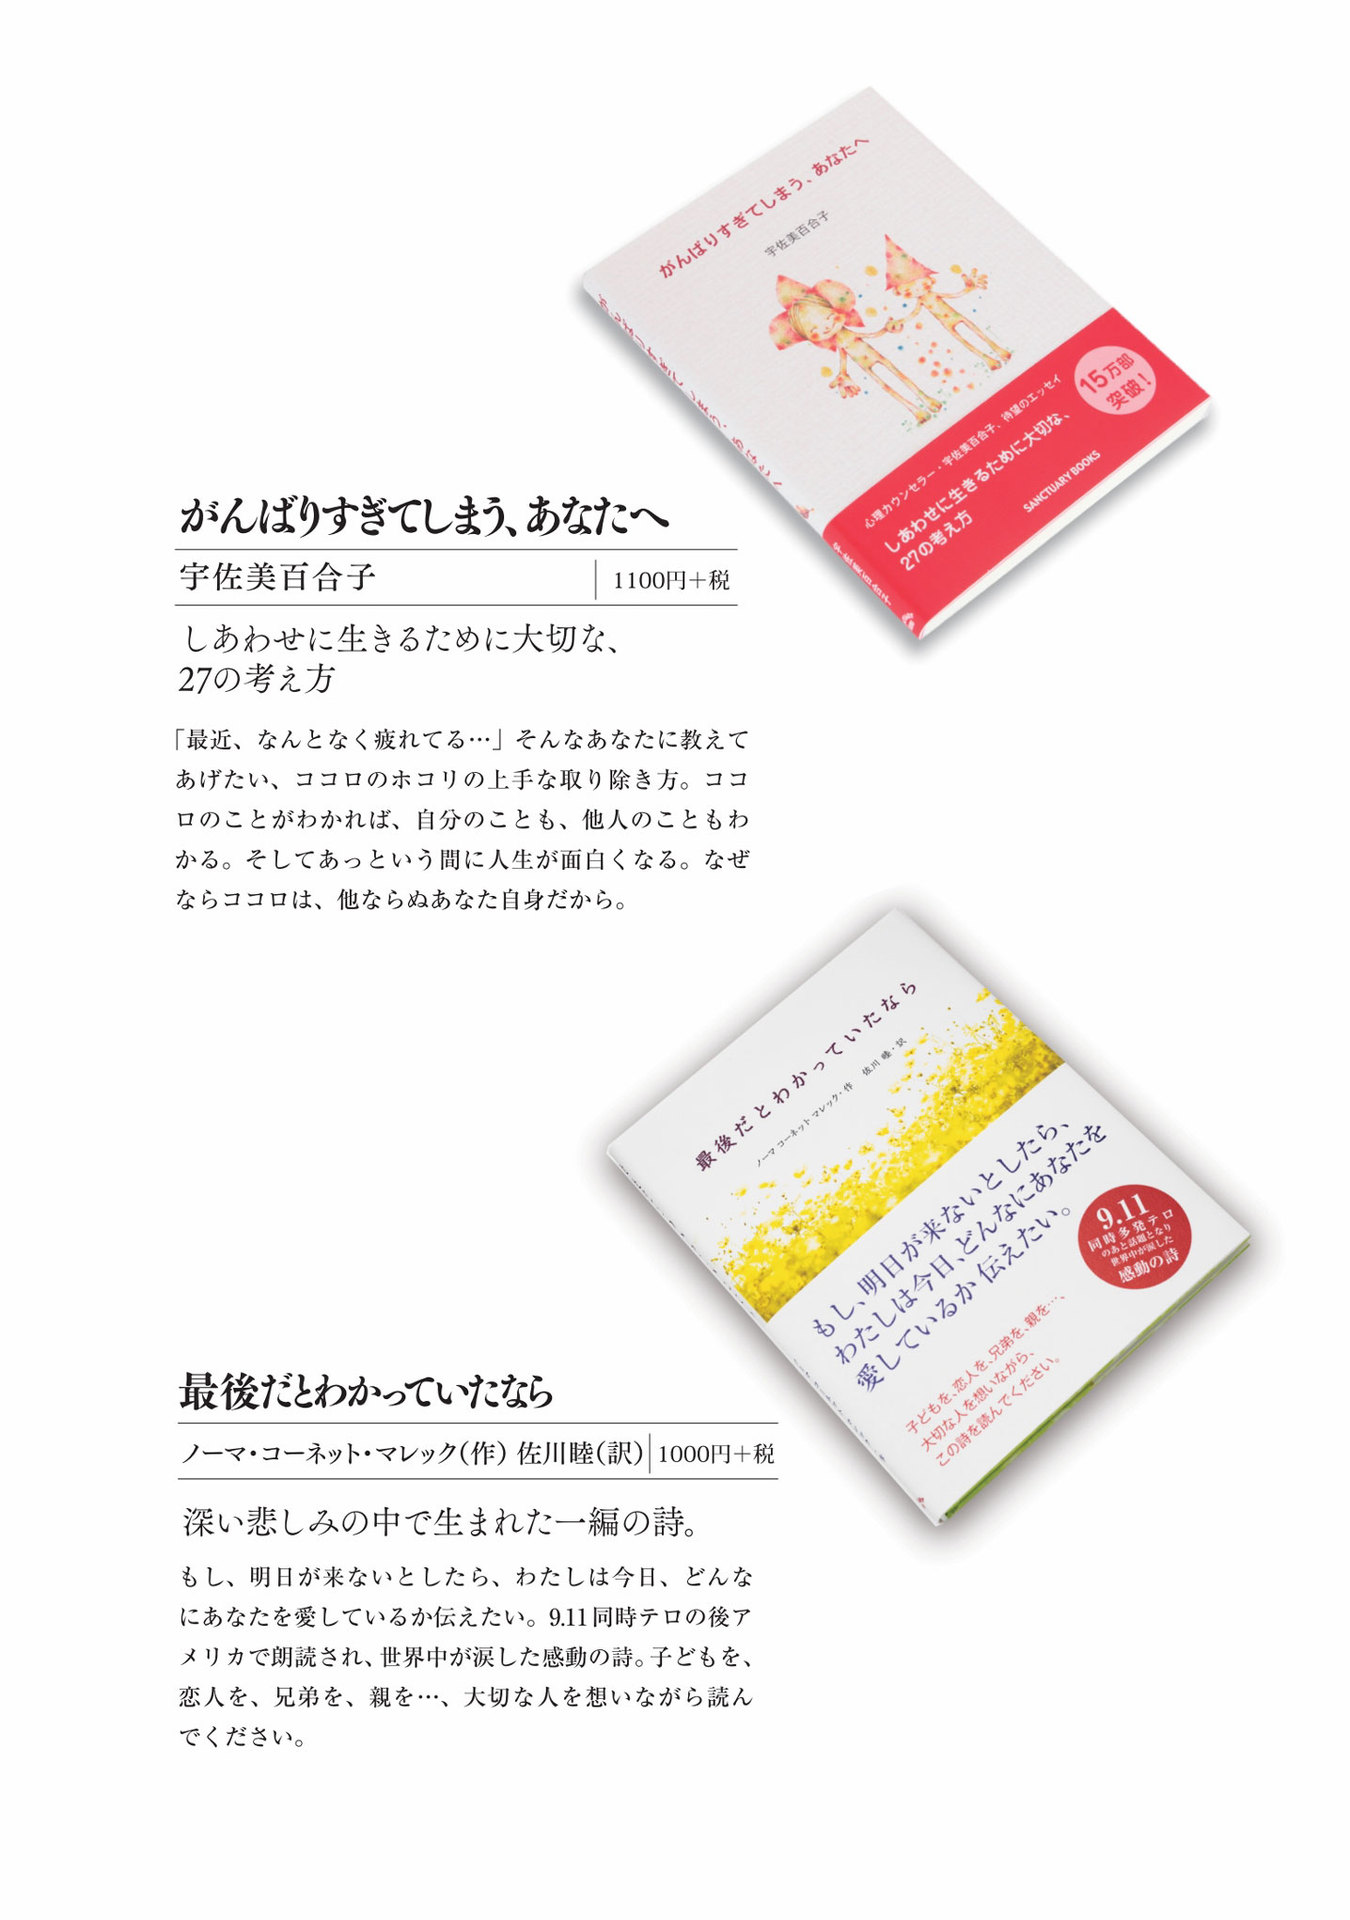 がんばりすぎてしまう、あなたへ
宇佐美百合子
15万部
突破！
心理カウンセラー・宇佐美百合子、待望のエッセイ
しあわせに生きるために大切な、
27の考え方
SANCTUARY BOOKS
がんばりすぎてしまう、あなたへ
宇佐美百合子
がんばりすぎてしまう、あなたへ
宇佐美百合子 1100円＋税
しあわせに生きるために大切な、
27の考え方
「最近、なんとなく疲れてる…」そんなあなたに教えて
あげたい、ココロのホコリの上手な取り除き方。ココ
ロのことがわかれば、自分のことも、他人のこともわ
かる。そしてあっという間に人生が面白くなる。なぜ
ならココロは、他ならぬあなた自身だから。
最後だとわかっていたなら
ノーマ コーネット マレック・作 佐川 睦・訳
もし、明日が来ないとしたら、
わたしは今日、どんなにあなたを
愛しているか 伝えたい。
9.11
同時多発テロ
のあと話題となり
世界中が涙した
感動の詩
子どもを、恋人を、兄弟を、親を…、
大切な人を想いながら、
この詩を読んでください。
最後だとわかっていたなら
ノーマ・コーネット・マレック（作） 佐川睦（訳） 1000円＋税
深い悲しみの中で生まれた一編の詩。
もし、明日が来ないとしたら、わたしは今日、どんな
にあなたを愛しているか伝えたい。9.11同時テロの後ア
メリカで朗読され、世界中が涙した感動の詩。子どもを、
恋人を、兄弟を、親を…、大切な人を想いながら読ん
でください。